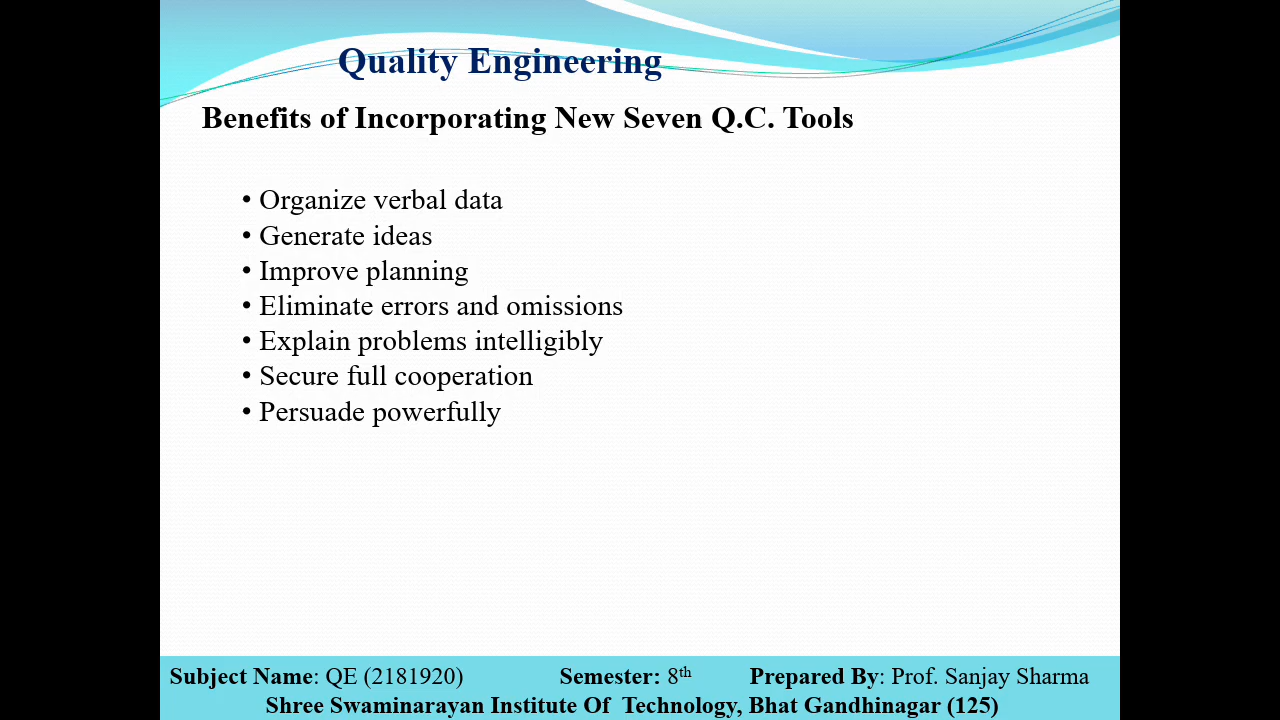 Quality Engineering
Benefits of Incorporating New Seven Q.C. Tools
• Organize verbal data
• Generate ideas
• Improve planning
• Eliminate errors and omissions
• Explain problems intelligibly
• Secure full cooperation
• Persuade powerfully
Subject Name: QE (2181920) Semester: 8th Prepared By: Prof. Sanjay Sharma
Shree Swaminarayan Institute Of Technology, Bhat Gandhinagar (125)